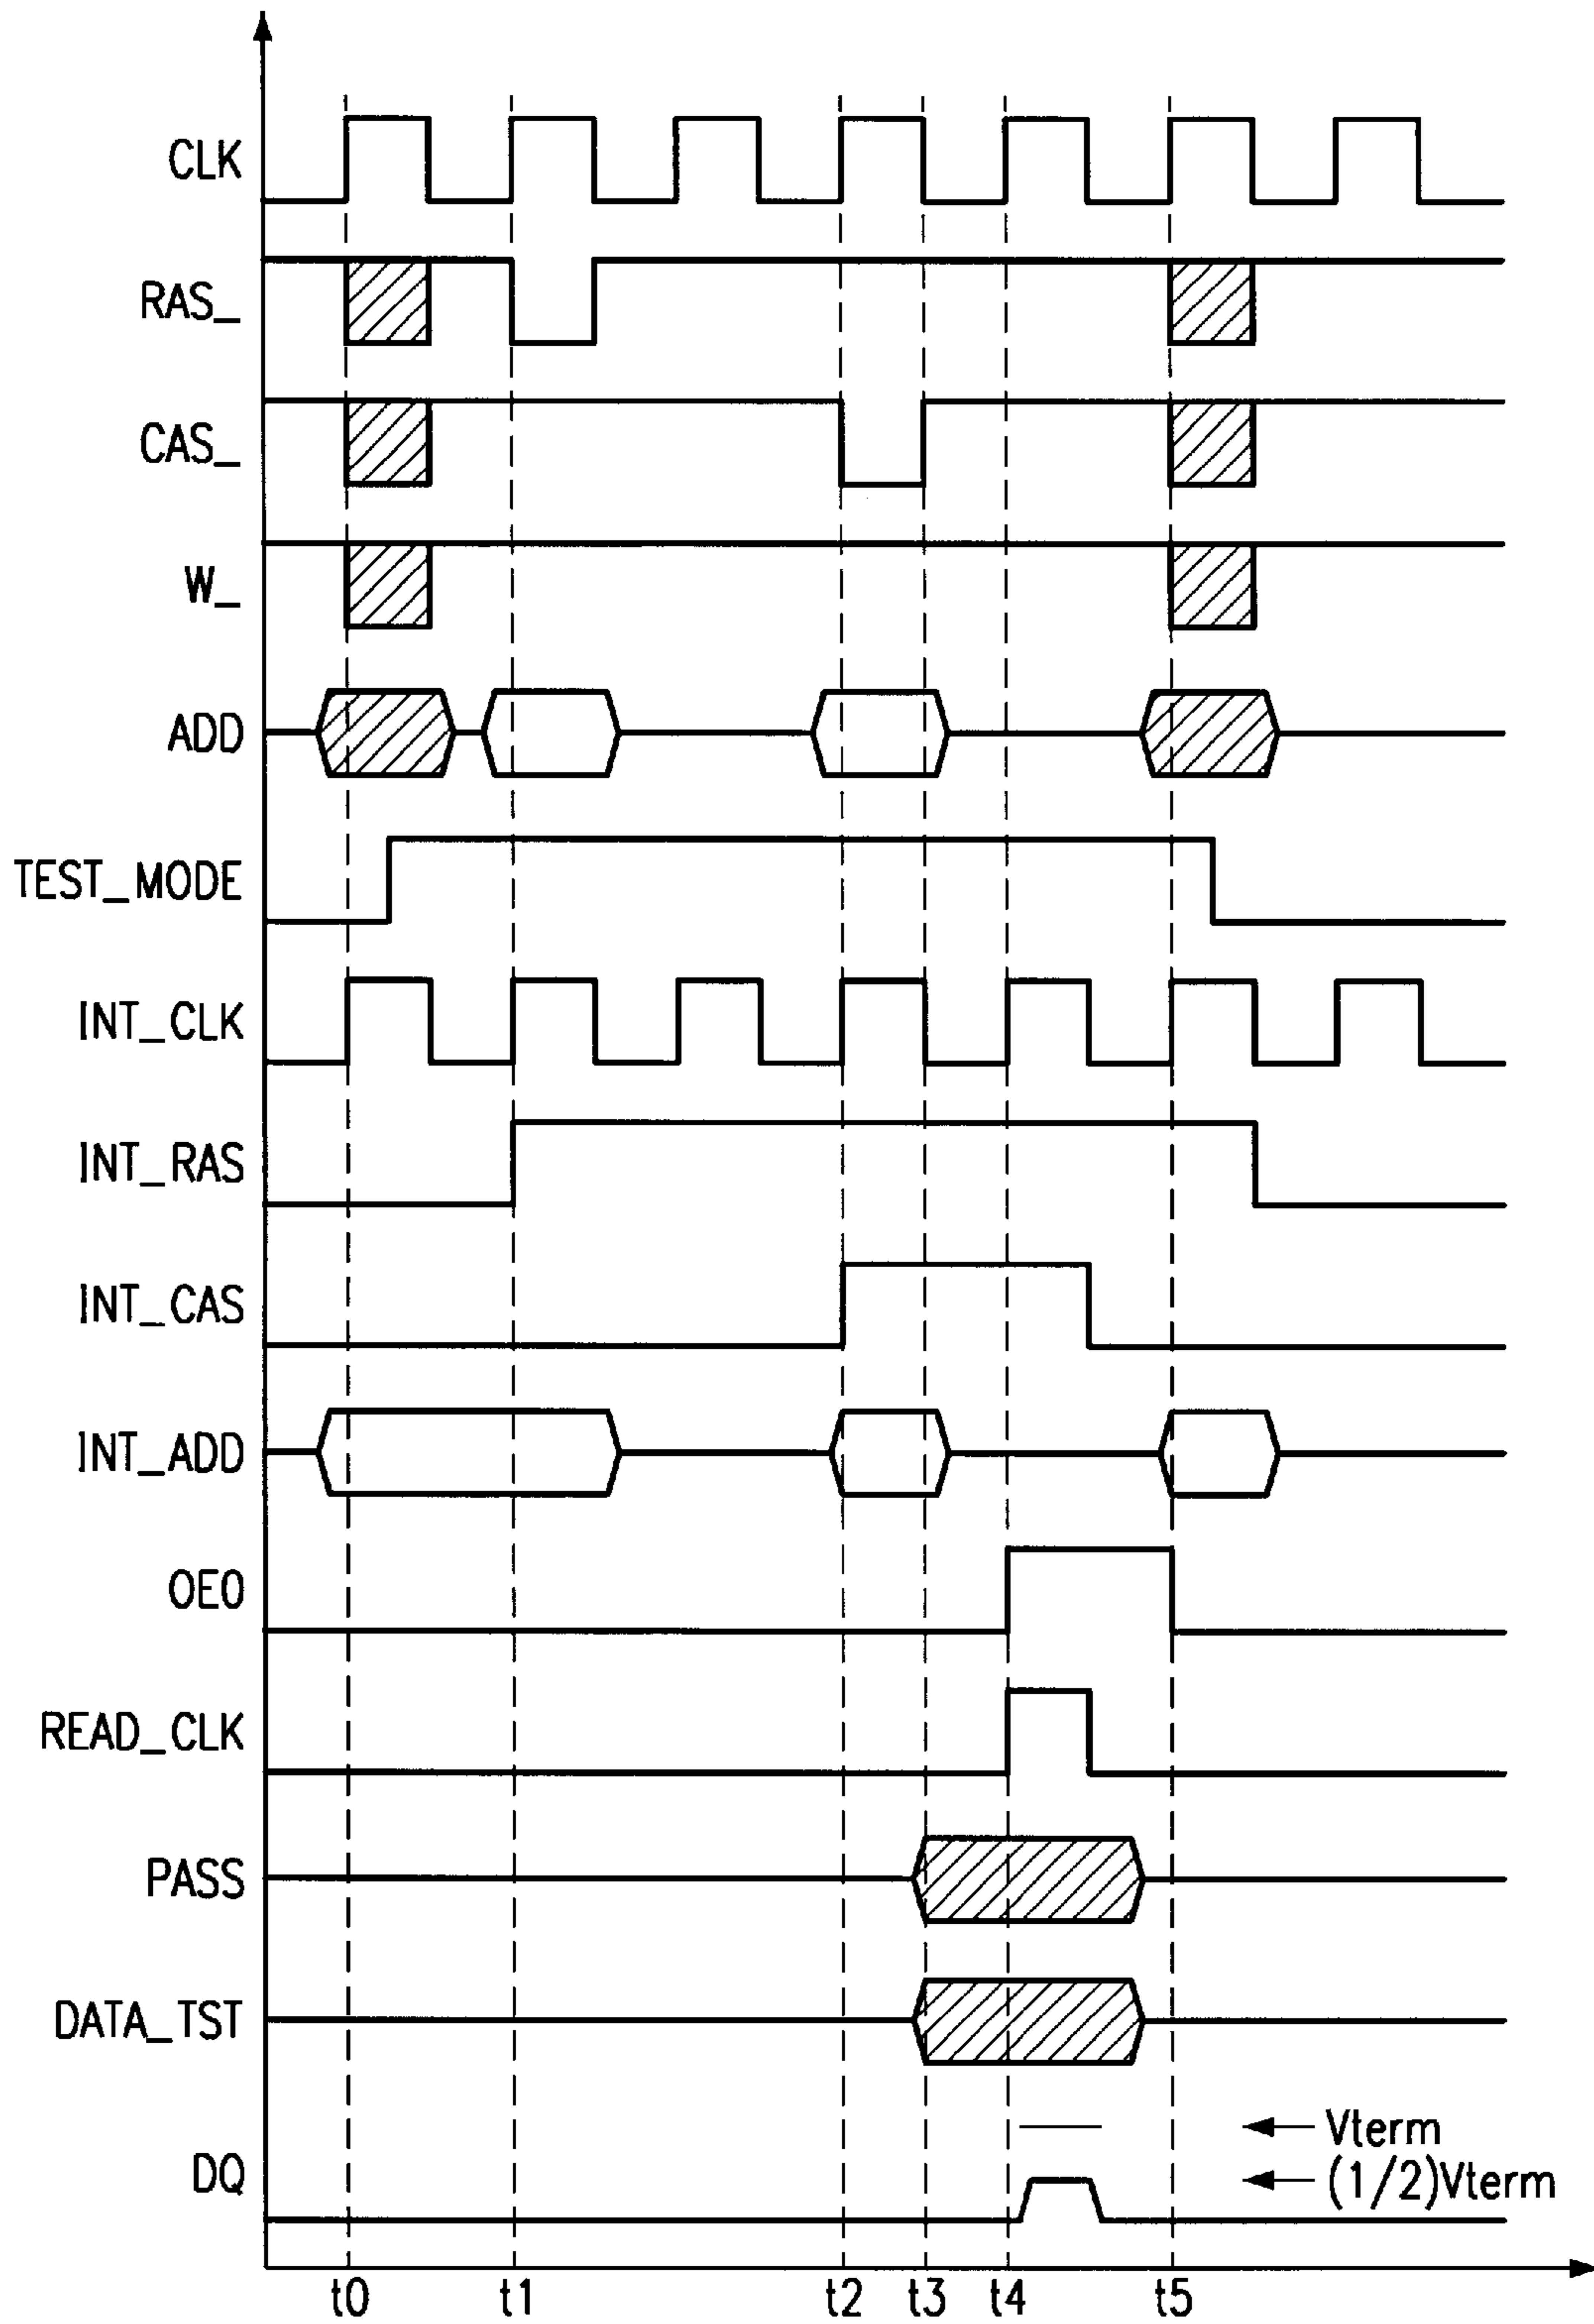 CLK
RAS_
CAS_
W_
ADD
TEST_MODE
INT_CLK
INT_RAS
INT_CAS
INT_ADD
OE0
READ_CLK
PASS
DATA_TST
Vterm
DQ
(1/2)Vterm
t0 t1 t2 t3 t4 t5